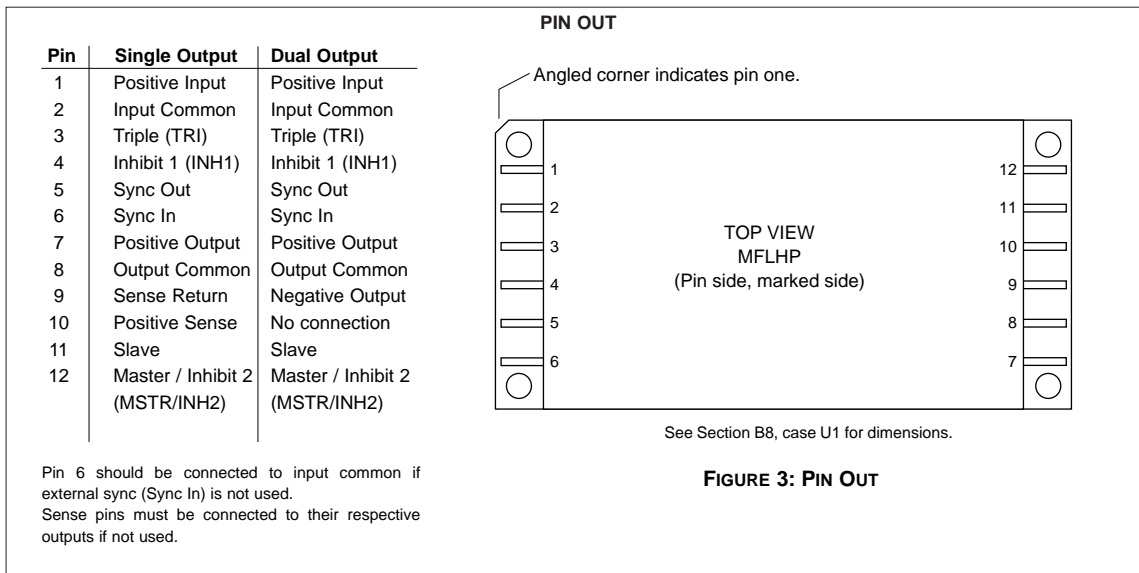 PIN OUT
Pin Single Output Dual Output
1 Positive Input Positive Input
2 Input Common Input Common
3 Triple (TRI) Triple (TRI)
4 Inhibit 1 (INH1) Inhibit 1 (INH1)
5 Sync Out Sync Out
6 Sync In Sync In
7 Positive Output Positive Output
8 Output Common Output Common
9 Sense Return Negative Output
10 Positive Sense No connection
11 Slave Slave
12 Master / Inhibit 2 Master / Inhibit 2
(MSTR/INH2) (MSTR/INH2)
Pin 6 should be connected to input common if
external sync (Sync In) is not used.
Sense pins must be connected to their respective
outputs if not used.
Angled corner indicates pin one.
1 12
2 11
3 10
4 9
5 8
6 7
TOP VIEW
MFLHP
(Pin side, marked side)
See Section B8, case U1 for dimensions.
FIGURE 3: PIN OUT